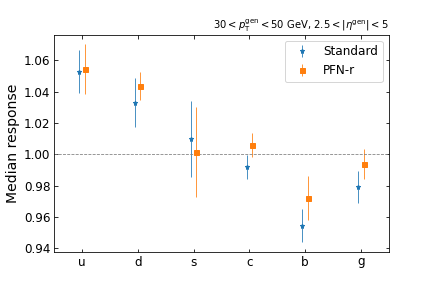 30 < p_T^gen < 50 GeV, 2.5 < |η^gen| < 5
Standard
PFN-r
Median response
1.06
1.04
1.02
1.00
0.98
0.96
0.94
u d s c b g